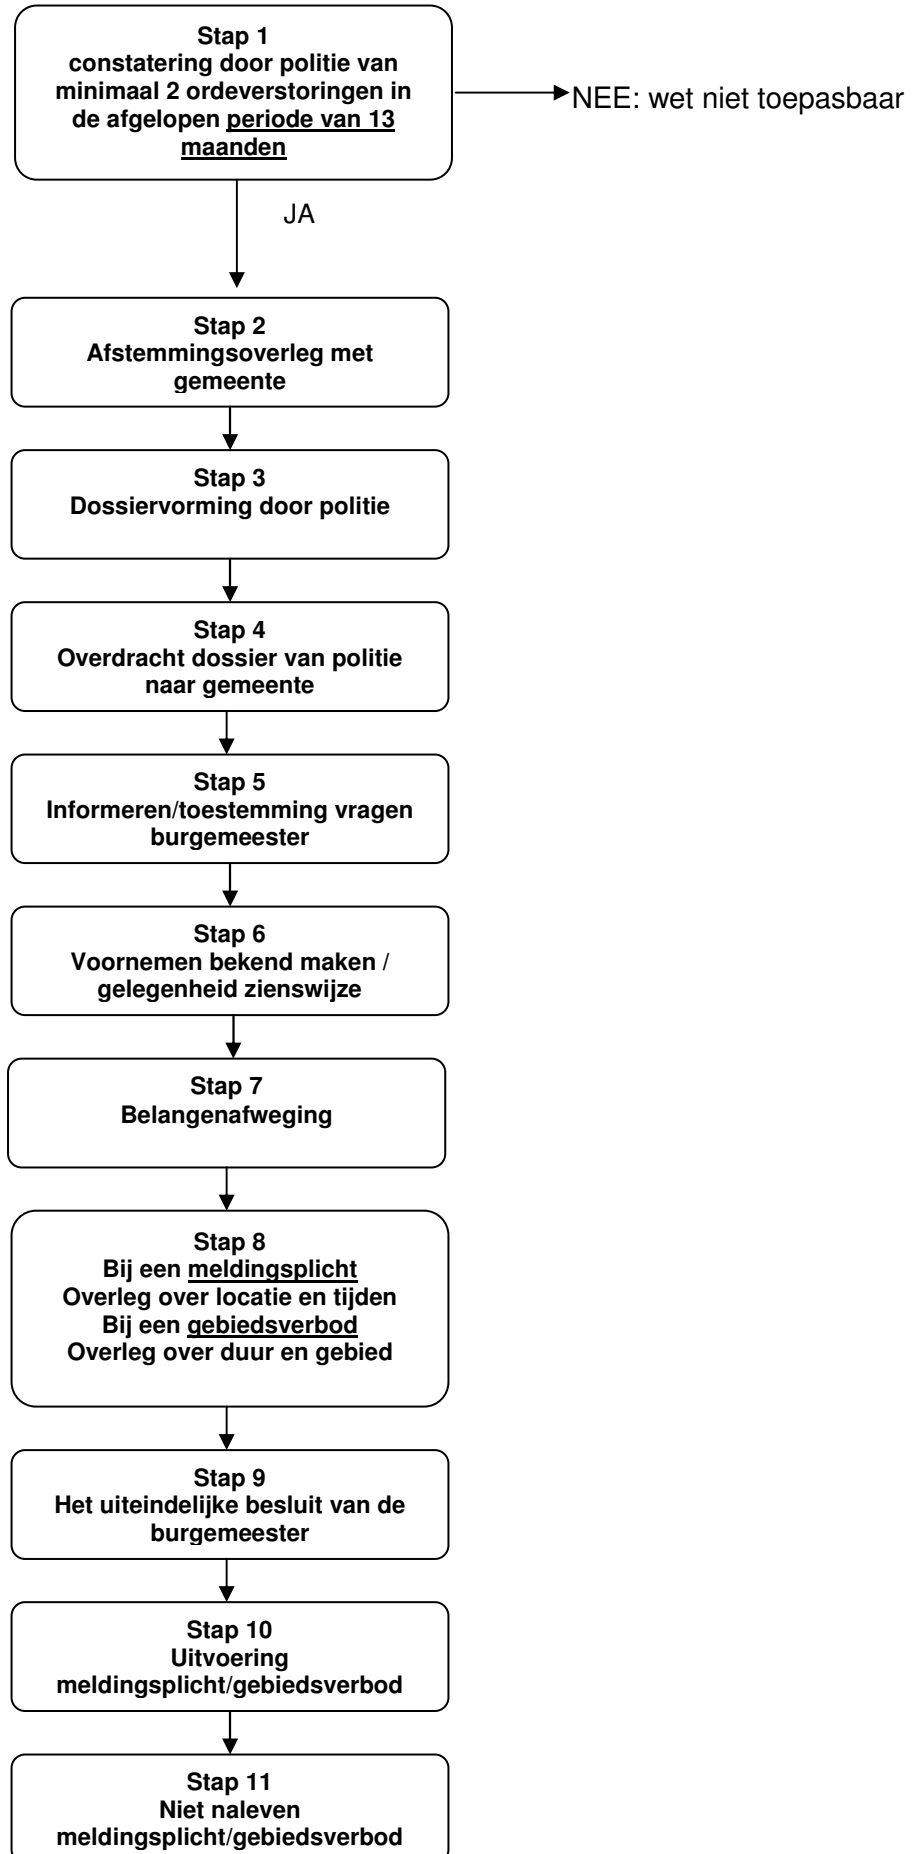 Stap 1
constatering door politie van
minimaal 2 ordeverstoringen in
de afgelopen periode van 13
maanden
NEE: wet niet toepasbaar
JA
Stap 2
Afstemmingsoverleg met
gemeente
Stap 3
Dossiervorming door politie
Stap 4
Overdracht dossier van politie
naar gemeente
Stap 5
Informeren/toestemming vragen
burgemeester
Stap 6
Voornemen bekend maken /
gelegenheid zienswijze
Stap 7
Belangenafweging
Stap 8
Bij een meldingsplicht
Overleg over locatie en tijden
Bij een gebiedsverbod
Overleg over duur en gebied
Stap 9
Het uiteindelijke besluit van de
burgemeester
Stap 10
Uitvoering
meldingsplicht/gebiedsverbod
Stap 11
Niet naleven
meldingsplicht/gebiedsverbod